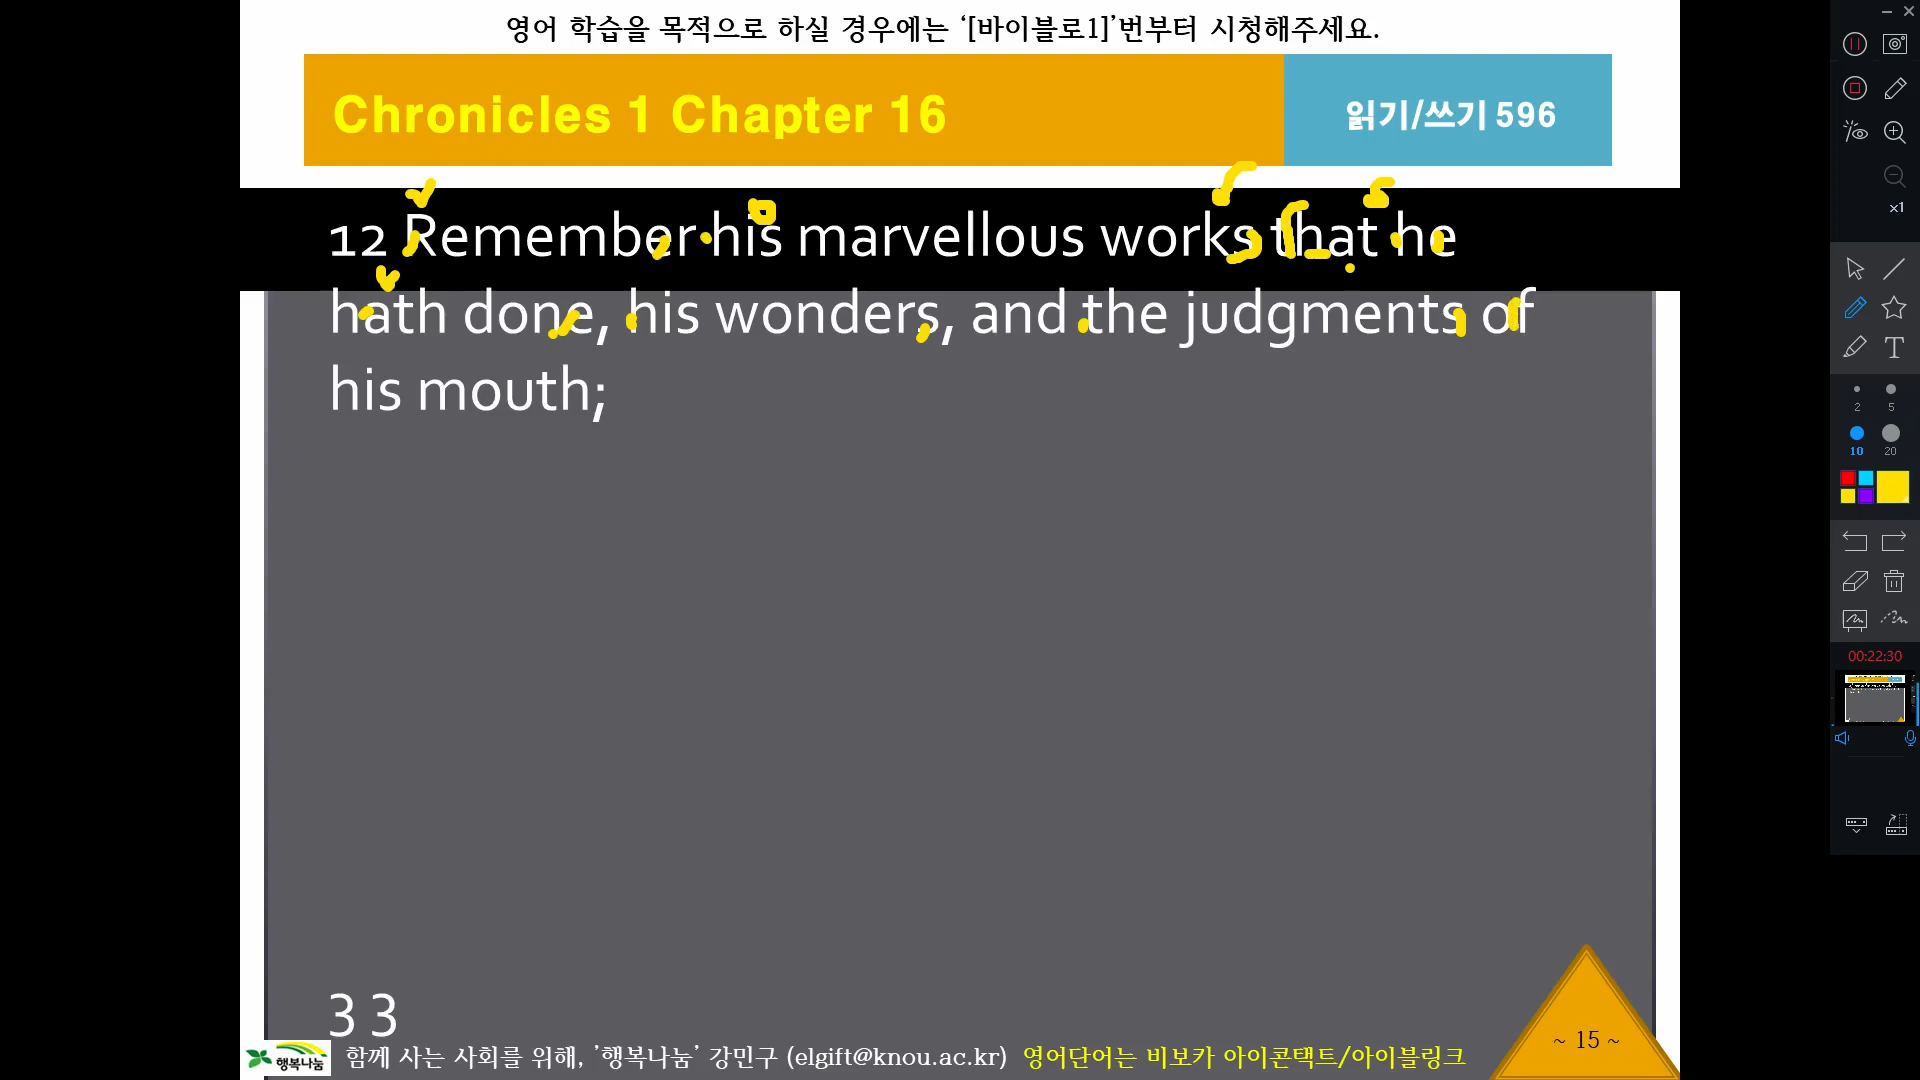 영어 학습을 목적으로 하실 경우에는 ‘[바이블로1]’번부터 시청해주세요.
Chronicles 1 Chapter 16
읽기/쓰기 596
12 Remember his marvellous works that he
hath done, his wonders, and the judgments of
his mouth;
33
행복나눔
함께 사는 사회를 위해, ’행복나눔’ 강민구 (elgift@knou.ac.kr) 영어단어는 비보카 아이콘택트/아이블링크
~ 15 ~
x1
T
2 5
10 20
00:22:30